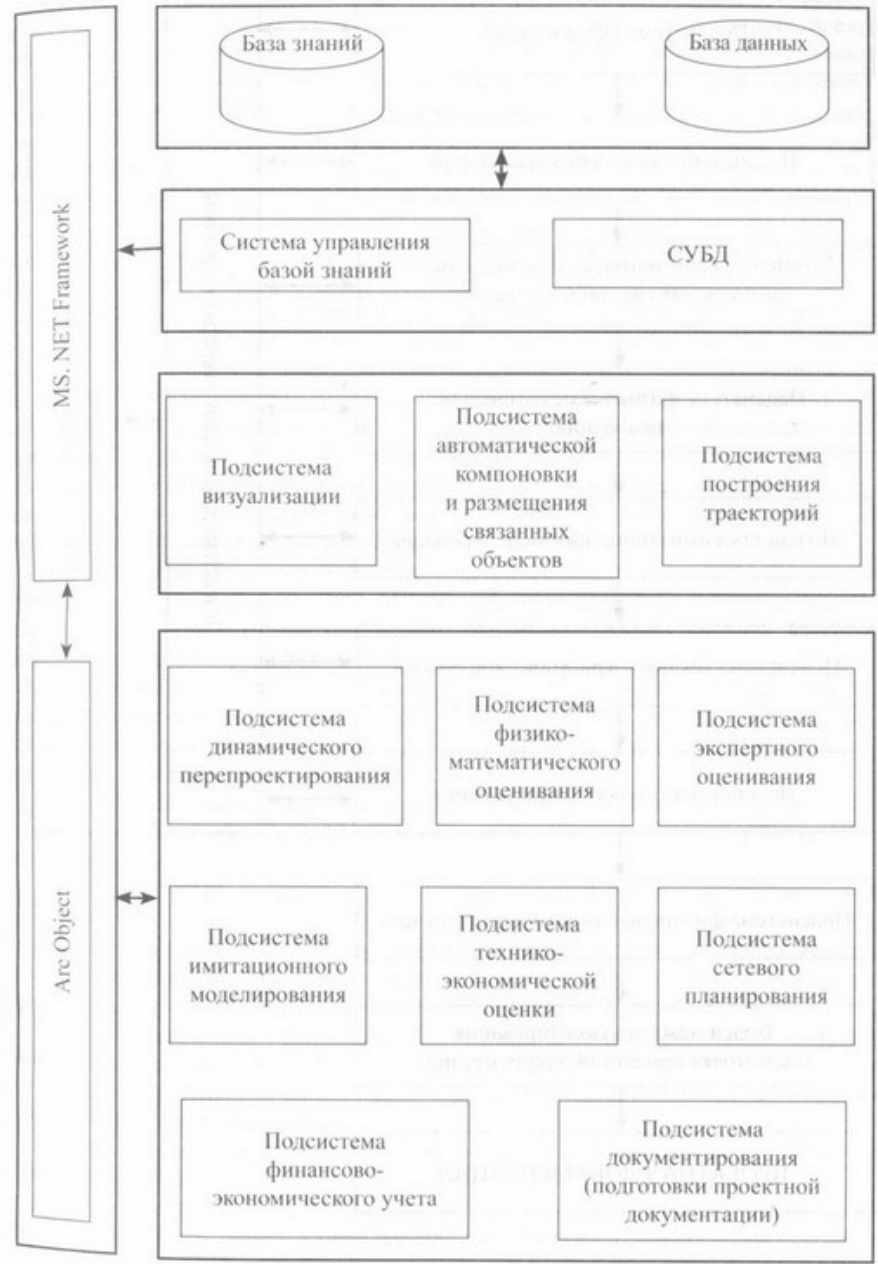 База знаний
База данных
MS. NET Framework
Система управления
базой знаний
СУБД
Подсистема
визуализации
Подсистема
автоматической
компоновки
и размещения
связанных
объектов
Подсистема
построения
траекторий
Arc Object
Подсистема
динамического
перепроектирования
Подсистема
физико-
математического
оценивания
Подсистема
экспертного
оценивания
Подсистема
имитационного
моделирования
Подсистема
технико-
экономической
оценки
Подсистема
сетевого
планирования
Подсистема
финансово-
экономического учета
Подсистема
документирования
(подготовки проектной
документации)